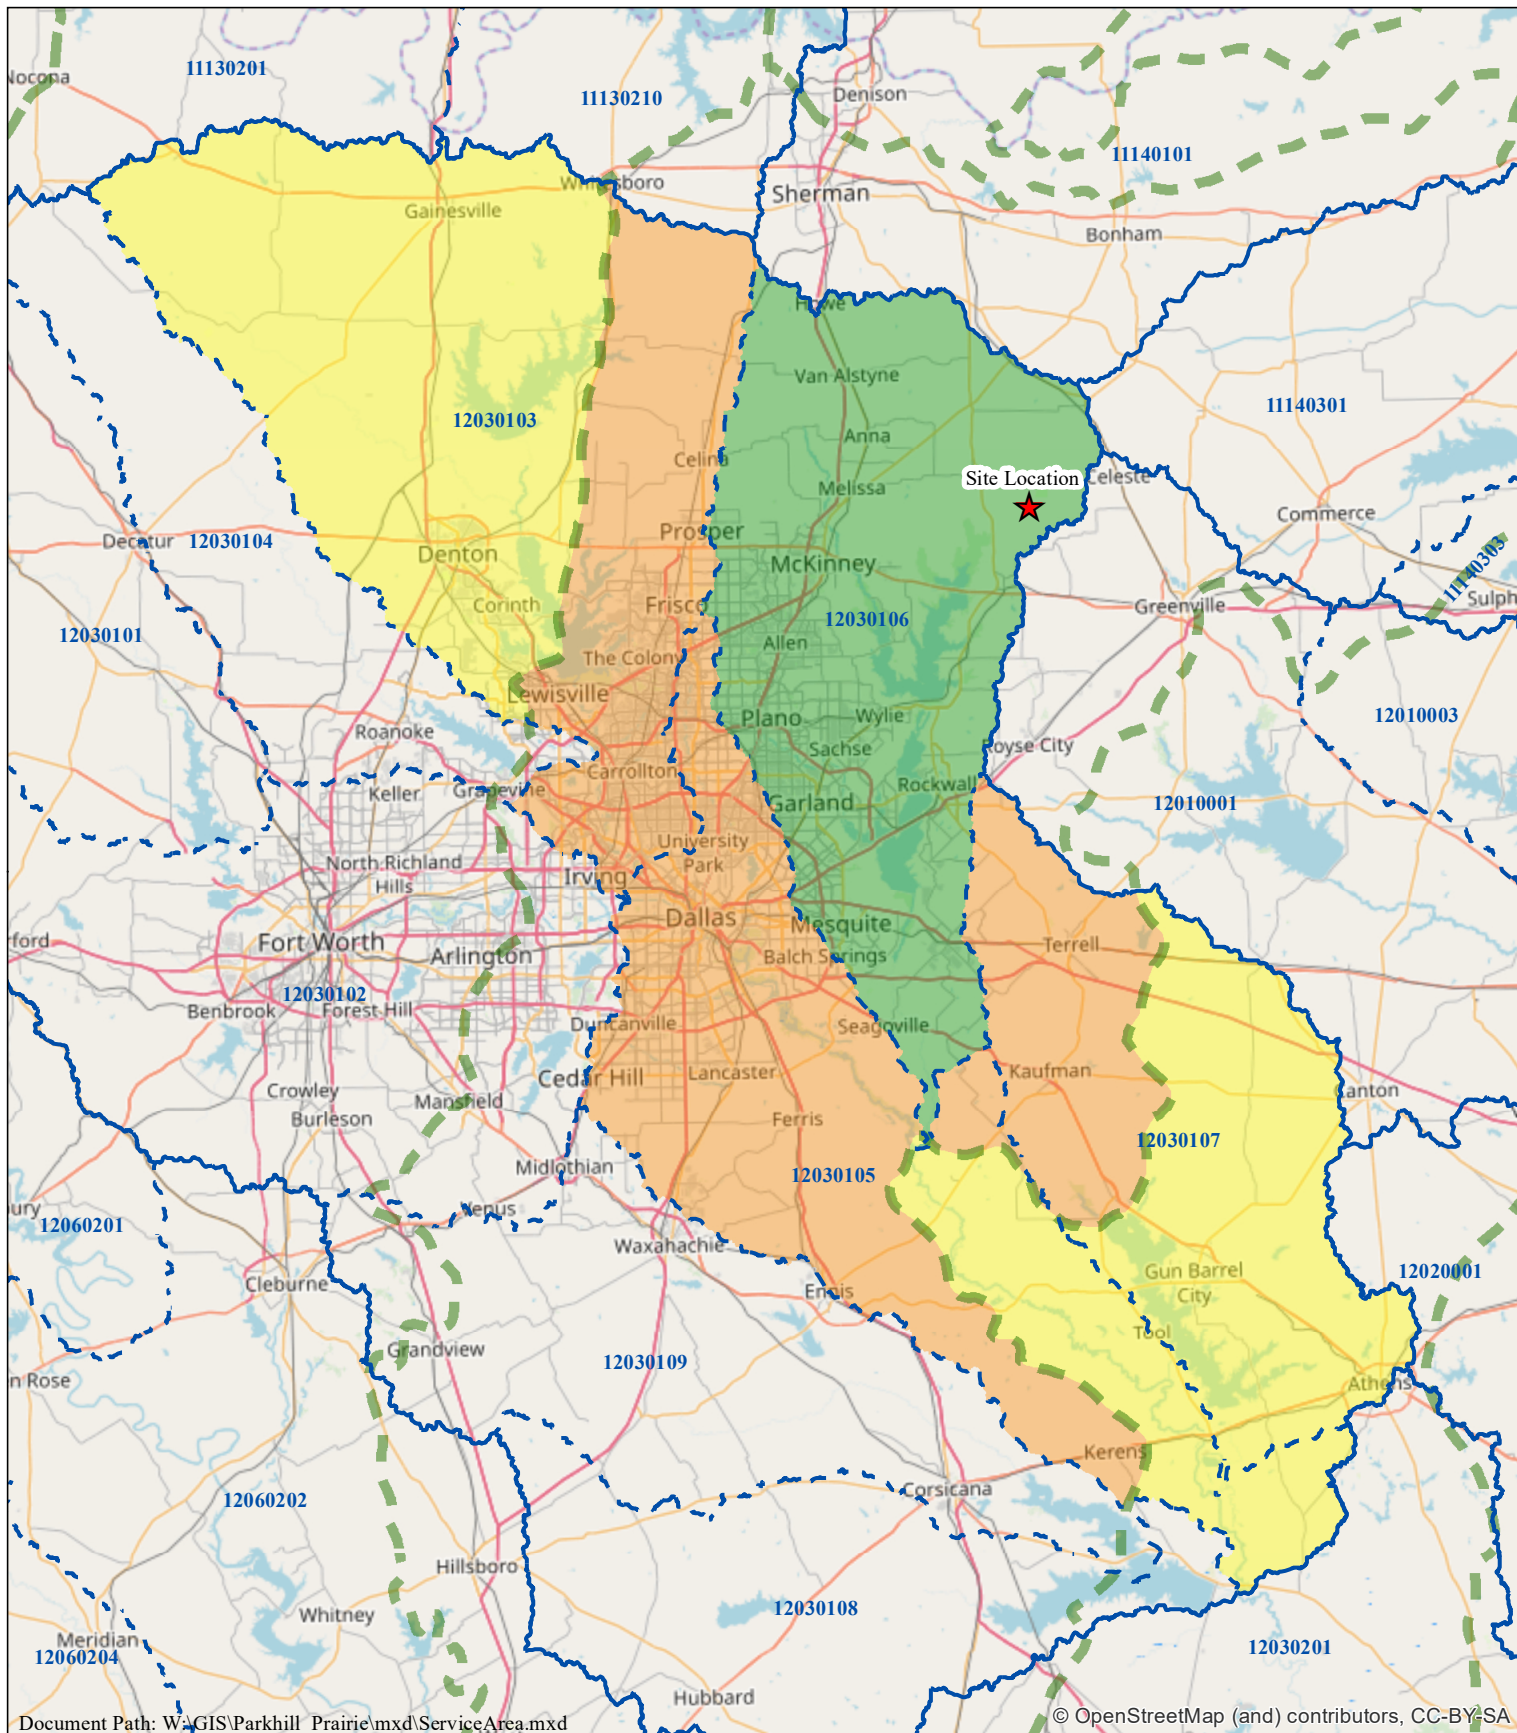 11130201
Nocona
11130210
Denison
11140101
Whitesboro
Sherman
Gainesville
Bonham
Howe
Van Alstyne
11140301
12030103
Anna
Celina
Site Location
Melissa
Celeste
Commerce
Prosper
Decatur
12030104
Denton
McKinney
11140303
Corinth
Frisco
12030106
Greenville
Sulph
12030101
Allen
The Colony
Lewisville
Plano
Wylie
12010003
Roanoke
Sachse
Royse City
Carrollton
Rockwall
Keller
Grapevine
Garland
12010001
University
Park
North Richland
Hills
Irving
Dallas
Mesquite
rford
Fort Worth
Arlington
Terrell
Balch Springs
12030102
Benbrook
Forest Hill
Duncanville
Seagoville
Cedar Hill
Lancaster
Kaufman
Crowley
Mansfield
Canton
Burleson
Ferris
12030107
Midlothian
12030105
ury
Venus
12060201
Waxahachie
Gun Barrel
City
12020001
Cleburne
Ennis
Tool
Grandview
12030109
n Rose
Athens
Kerens
Corsicana
12060202
Hillsboro
Whitney
12030108
Meridian
12060204
12030201
Hubbard
Document Path: W:\GIS\Parkhill_Prairie\mxd\ServiceArea.mxd
© OpenStreetMap (and) contributors, CC-BY-SA